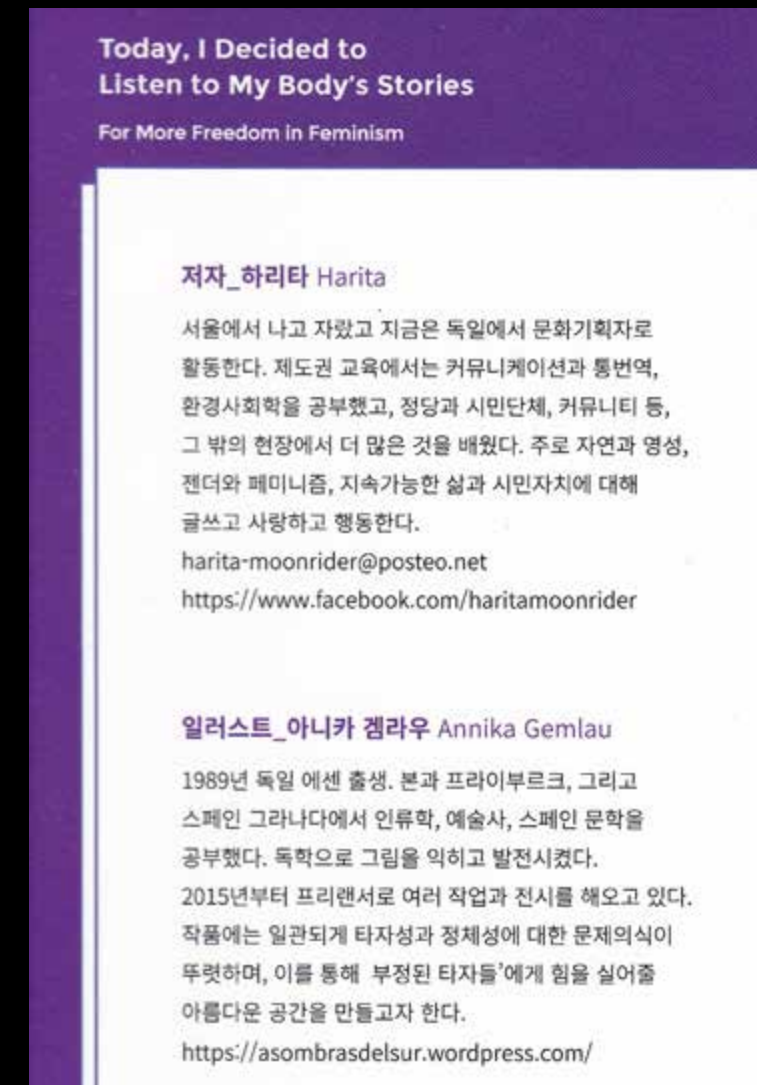 Today, I Decided to
Listen to My Body's Stories
For More Freedom in Feminism
저자_하리타 Harita
서울에서 나고 자랐고 지금은 독일에서 문화기획자로
활동한다. 제도권 교육에서는 커뮤니케이션과 통번역,
환경사회학을 공부했고, 정당과 시민단체, 커뮤니티 등,
그 밖의 현장에서 더 많은 것을 배웠다. 주로 자연과 영성,
젠더와 페미니즘, 지속가능한 삶과 시민자치에 대해
글쓰고 사랑하고 행동한다.
harita-moonrider@posteo.net
https://www.facebook.com/haritamoonrider
일러스트_아니카 겜라우 Annika Gemlau
1989년 독일 에센 출생. 본과 프라이부르크, 그리고
스페인 그라나다에서 인류학, 예술사, 스페인 문학을
공부했다. 독학으로 그림을 익히고 발전시켰다.
2015년부터 프리랜서로 여러 작업과 전시를 해오고 있다.
작품에는 일관되게 타자성과 정체성에 대한 문제의식이
뚜렷하며, 이를 통해 부정된 타자들’에게 힘을 실어줄
아름다운 공간을 만들고자 한다.
https://asombrasdelsur.wordpress.com/